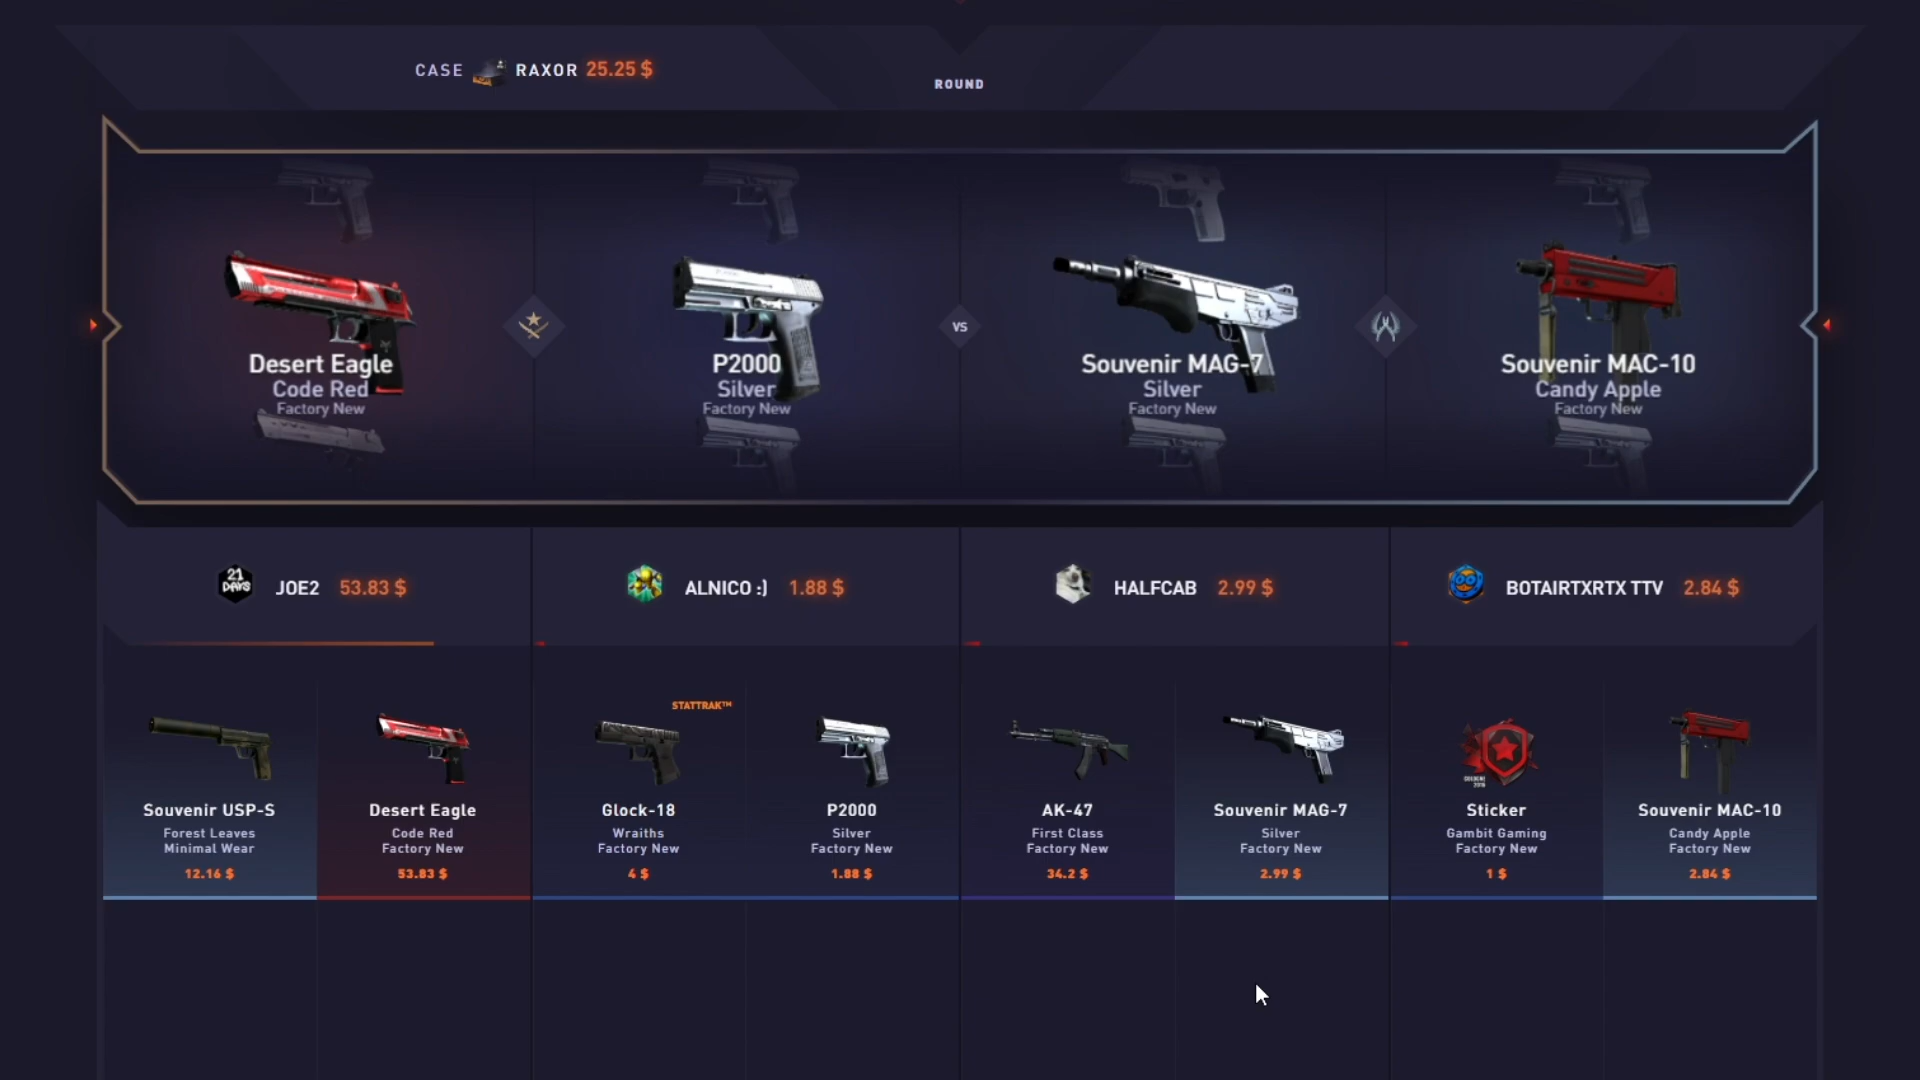 CASE RAXOR 25.25 $
ROUND
Desert Eagle
Code Red
Factory New
P2000
Silver
Factory New
VS
Souvenir MAG-7
Silver
Factory New
Souvenir MAC-10
Candy Apple
Factory New
21
DAYS
JOE2 53.83 $
ALNICO :) 1.88 $
HALFCAB 2.99 $
BOTAIRTXRTX TTV 2.84 $
Souvenir USP-S
Forest Leaves
Minimal Wear
12.16 $
Desert Eagle
Code Red
Factory New
53.83 $
STATTRAK™
Glock-18
Wraiths
Factory New
4 $
P2000
Silver
Factory New
1.88 $
AK-47
First Class
Factory New
34.2 $
Souvenir MAG-7
Silver
Factory New
2.99 $
Sticker
Gambit Gaming
Factory New
1 $
Souvenir MAC-10
Candy Apple
Factory New
2.84 $